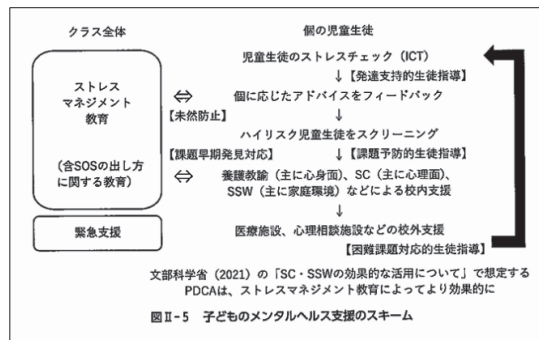 クラス全体
個の児童生徒
児童生徒のストレスチェック（ICT）
↓【発達支持的生徒指導】
ストレス
マネジメント
教育
⇔
個に応じたアドバイスをフィードバック
【未然防止】
↓
ハイリスク児童生徒をスクリーニング
【課題早期発見対応】
↓【課題予防的生徒指導】
（含SOSの出し方
に関する教育）
⇔
養護教諭（主に心身面）、SC（主に心理面）、
SSW（主に家庭環境）などによる校内支援
↓
緊急支援
医療施設、心理相談施設などの校外支援
【困難課題対応的生徒指導】
文部科学省（2021）の「SC・SSWの効果的な活用について」で想定する
PDCAは、ストレスマネジメント教育によってより効果的に
図Ⅱ-5　子どものメンタルヘルス支援のスキーム